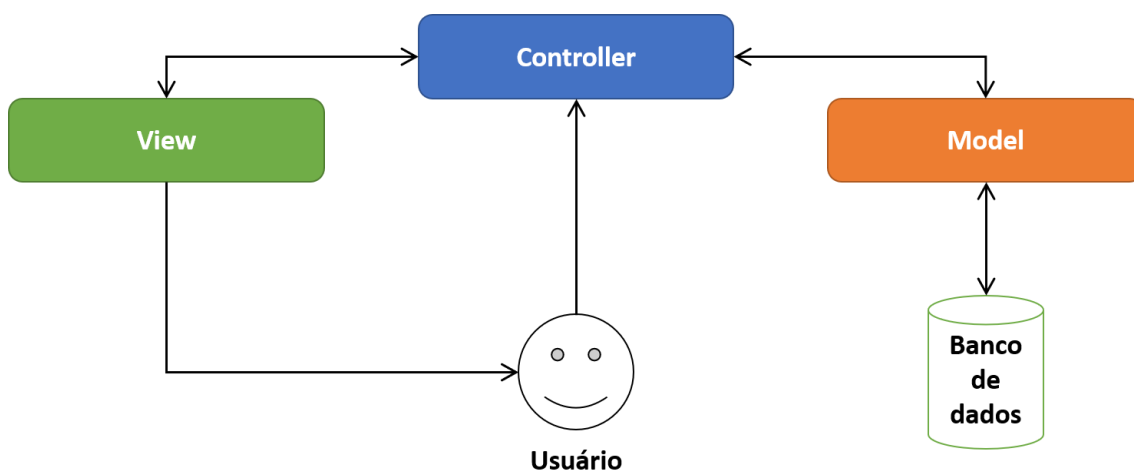 Controller
View
Model
Banco
de
dados
Usuário